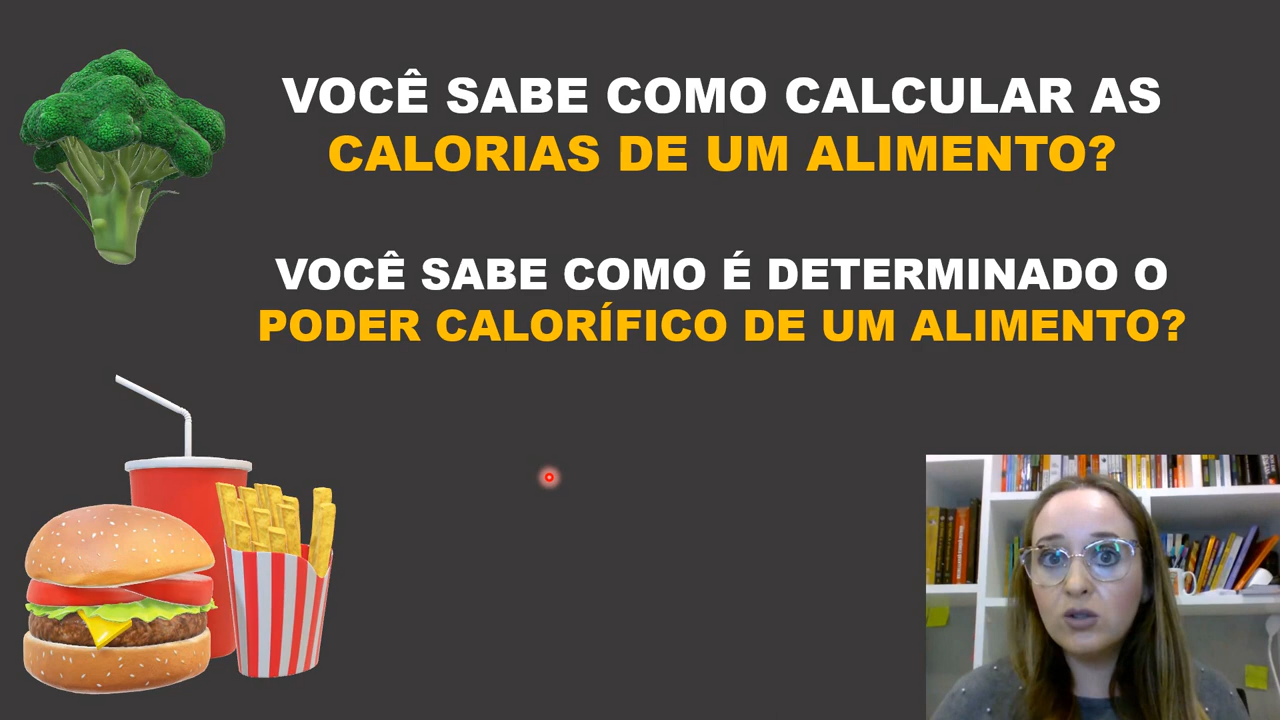 VOCÊ SABE COMO CALCULAR AS
CALORIAS DE UM ALIMENTO?
VOCÊ SABE COMO É DETERMINADO O
PODER CALORÍFICO DE UM ALIMENTO?